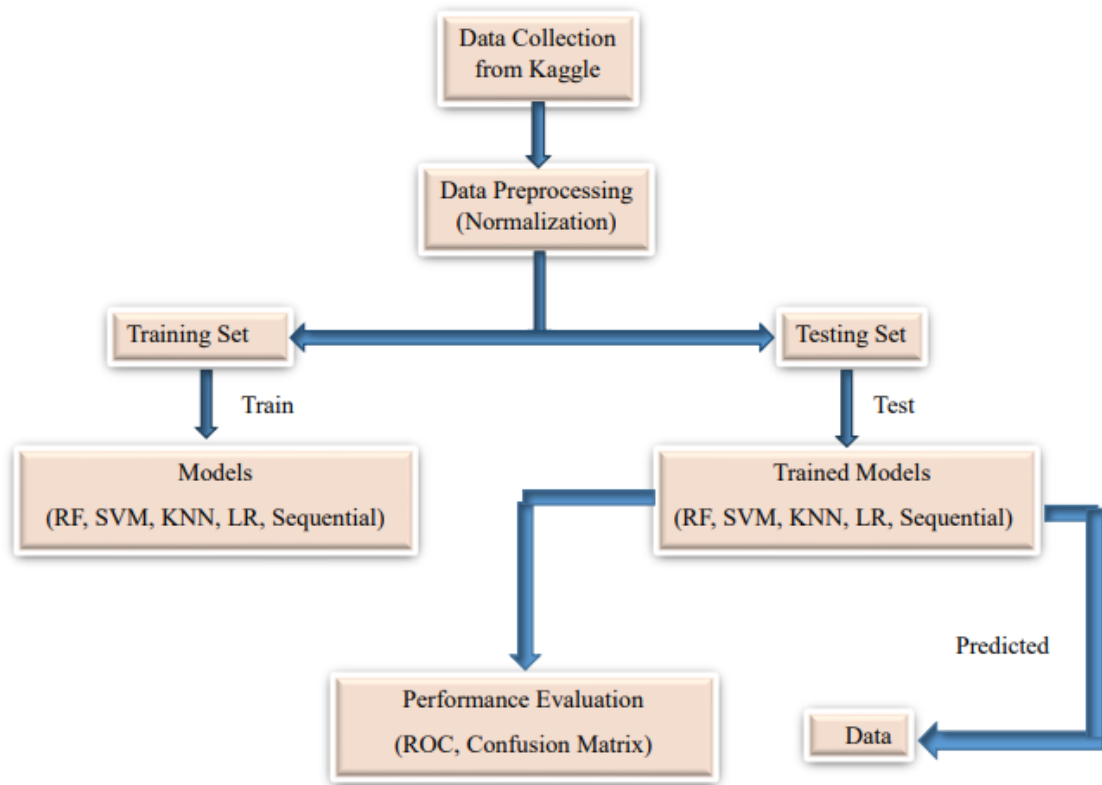 Data Collection
from Kaggle
Data Preprocessing
(Normalization)
Training Set
Testing Set
Train
Test
Models
(RF, SVM, KNN, LR, Sequential)
Trained Models
(RF, SVM, KNN, LR, Sequential)
Predicted
Performance Evaluation
(ROC, Confusion Matrix)
Data